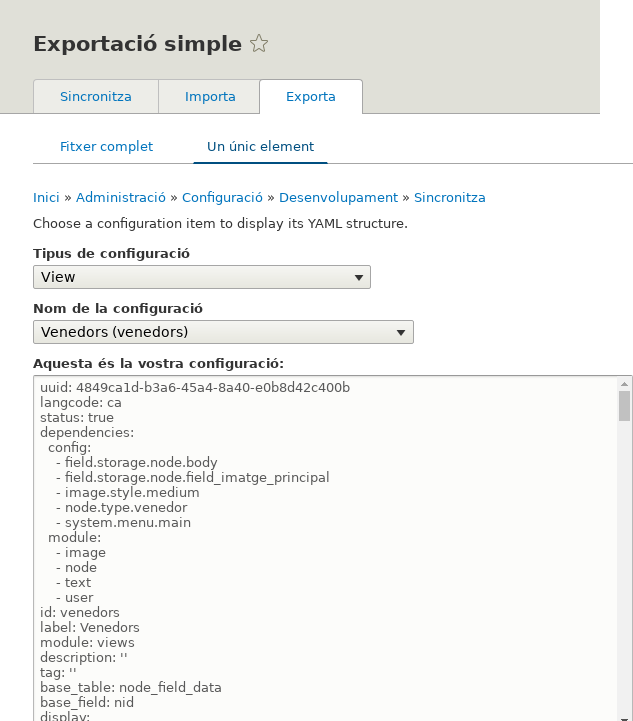 Exportació simple
Sincronitza Importa Exporta
Fitxer complet Un únic element
Inici » Administració » Configuració » Desenvolupament » Sincronitza
Choose a configuration item to display its YAML structure.
Tipus de configuració
View
Nom de la configuració
Venedors (venedors)
Aquesta és la vostra configuració:
uuid: 4849ca1d-b3a6-45a4-8a40-e0b8d42c400b
langcode: ca
status: true
dependencies:
  config:
    - field.storage.node.body
    - field.storage.node.field_imatge_principal
    - image.style.medium
    - node.type.venedor
    - system.menu.main
  module:
    - image
    - node
    - text
    - user
id: venedors
label: Venedors
module: views
description: ''
tag: ''
base_table: node_field_data
base_field: nid
display: